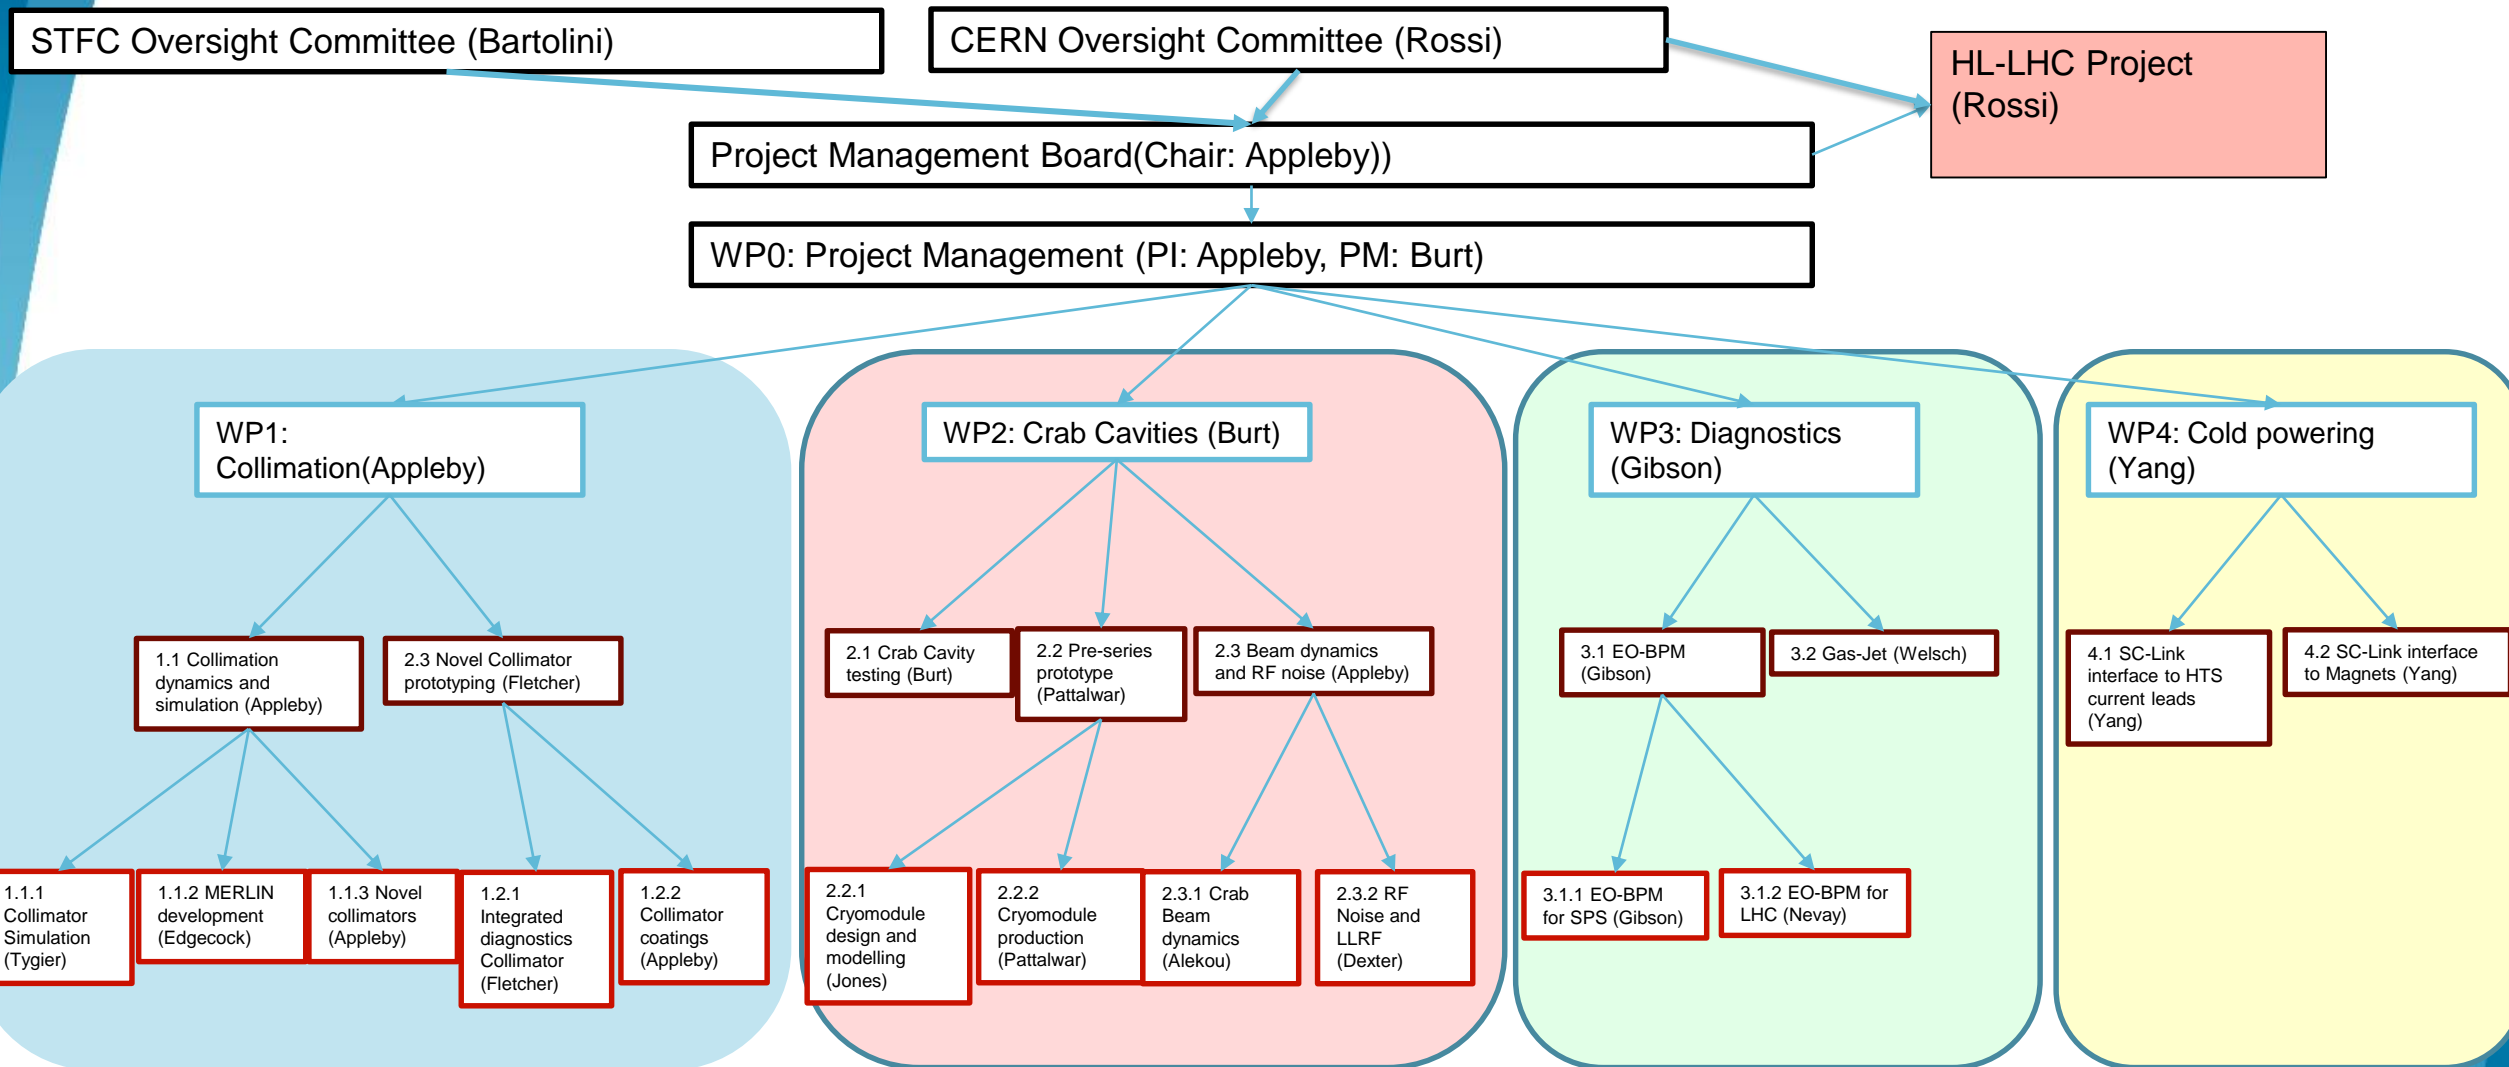 STFC Oversight Committee (Bartolini)
CERN Oversight Committee (Rossi)
HL-LHC Project
(Rossi)
Project Management Board(Chair: Appleby))
WP0: Project Management (PI: Appleby, PM: Burt)
WP1:
Collimation(Appleby)
WP2: Crab Cavities (Burt)
WP3: Diagnostics
(Gibson)
WP4: Cold powering
(Yang)
1.1 Collimation
dynamics and
simulation (Appleby)
2.3 Novel Collimator
prototyping (Fletcher)
2.1 Crab Cavity
testing (Burt)
2.2 Pre-series
prototype
(Pattalwar)
2.3 Beam dynamics
and RF noise (Appleby)
3.1 EO-BPM
(Gibson)
3.2 Gas-Jet (Welsch)
4.1 SC-Link
interface to HTS
current leads
(Yang)
4.2 SC-Link interface
to Magnets (Yang)
1.1.1
Collimator
Simulation
(Tygier)
1.1.2 MERLIN
development
(Edgecock)
1.1.3 Novel
collimators
(Appleby)
1.2.1
Integrated
diagnostics
Collimator
(Fletcher)
1.2.2
Collimator
coatings
(Appleby)
2.2.1
Cryomodule
design and
modelling
(Jones)
2.2.2
Cryomodule
production
(Pattalwar)
2.3.1 Crab
Beam
dynamics
(Alekou)
2.3.2 RF
Noise and
LLRF
(Dexter)
3.1.1 EO-BPM
for SPS (Gibson)
3.1.2 EO-BPM for
LHC (Nevay)